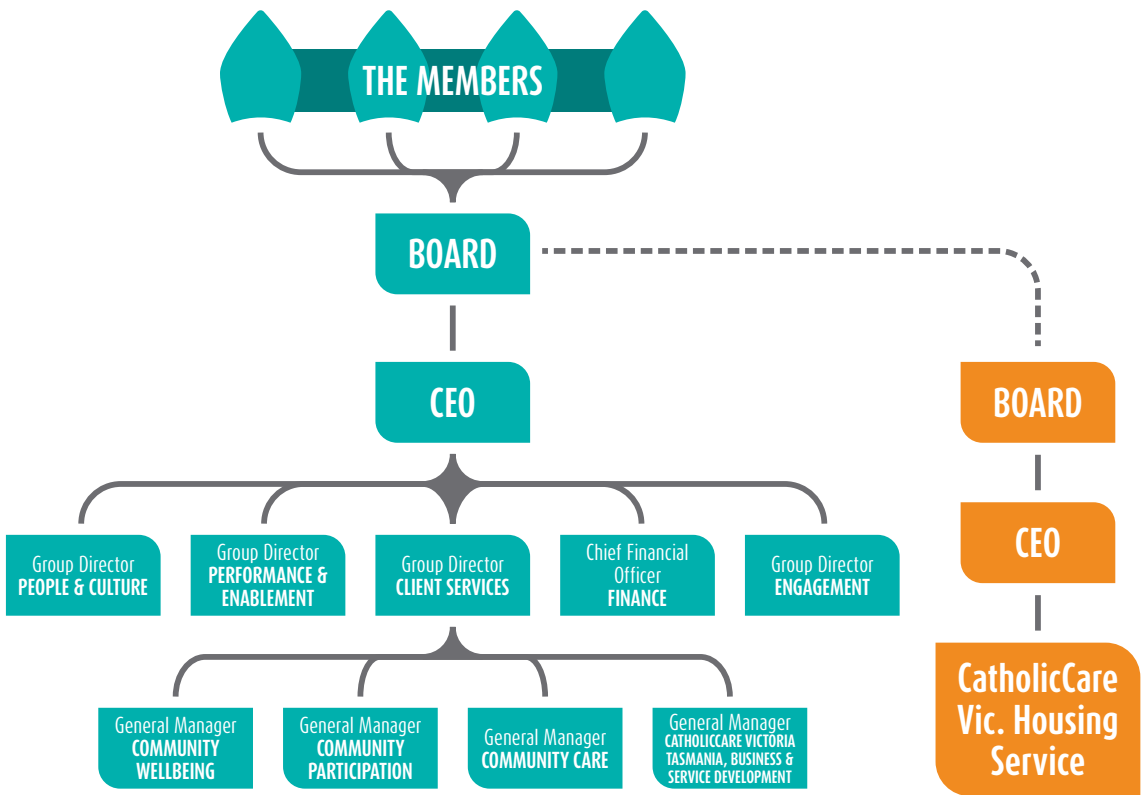 THE MEMBERS
BOARD
CEO
Group Director
PEOPLE & CULTURE
Group Director
PERFORMANCE &
ENABLEMENT
Group Director
CLIENT SERVICES
Chief Financial
Officer
FINANCE
Group Director
ENGAGEMENT
General Manager
COMMUNITY
WELLBEING
General Manager
COMMUNITY
PARTICIPATION
General Manager
COMMUNITY CARE
General Manager
CATHOLICCARE VICTORIA
TASMANIA, BUSINESS &
SERVICE DEVELOPMENT
BOARD
CEO
CatholicCare
Vic. Housing
Service